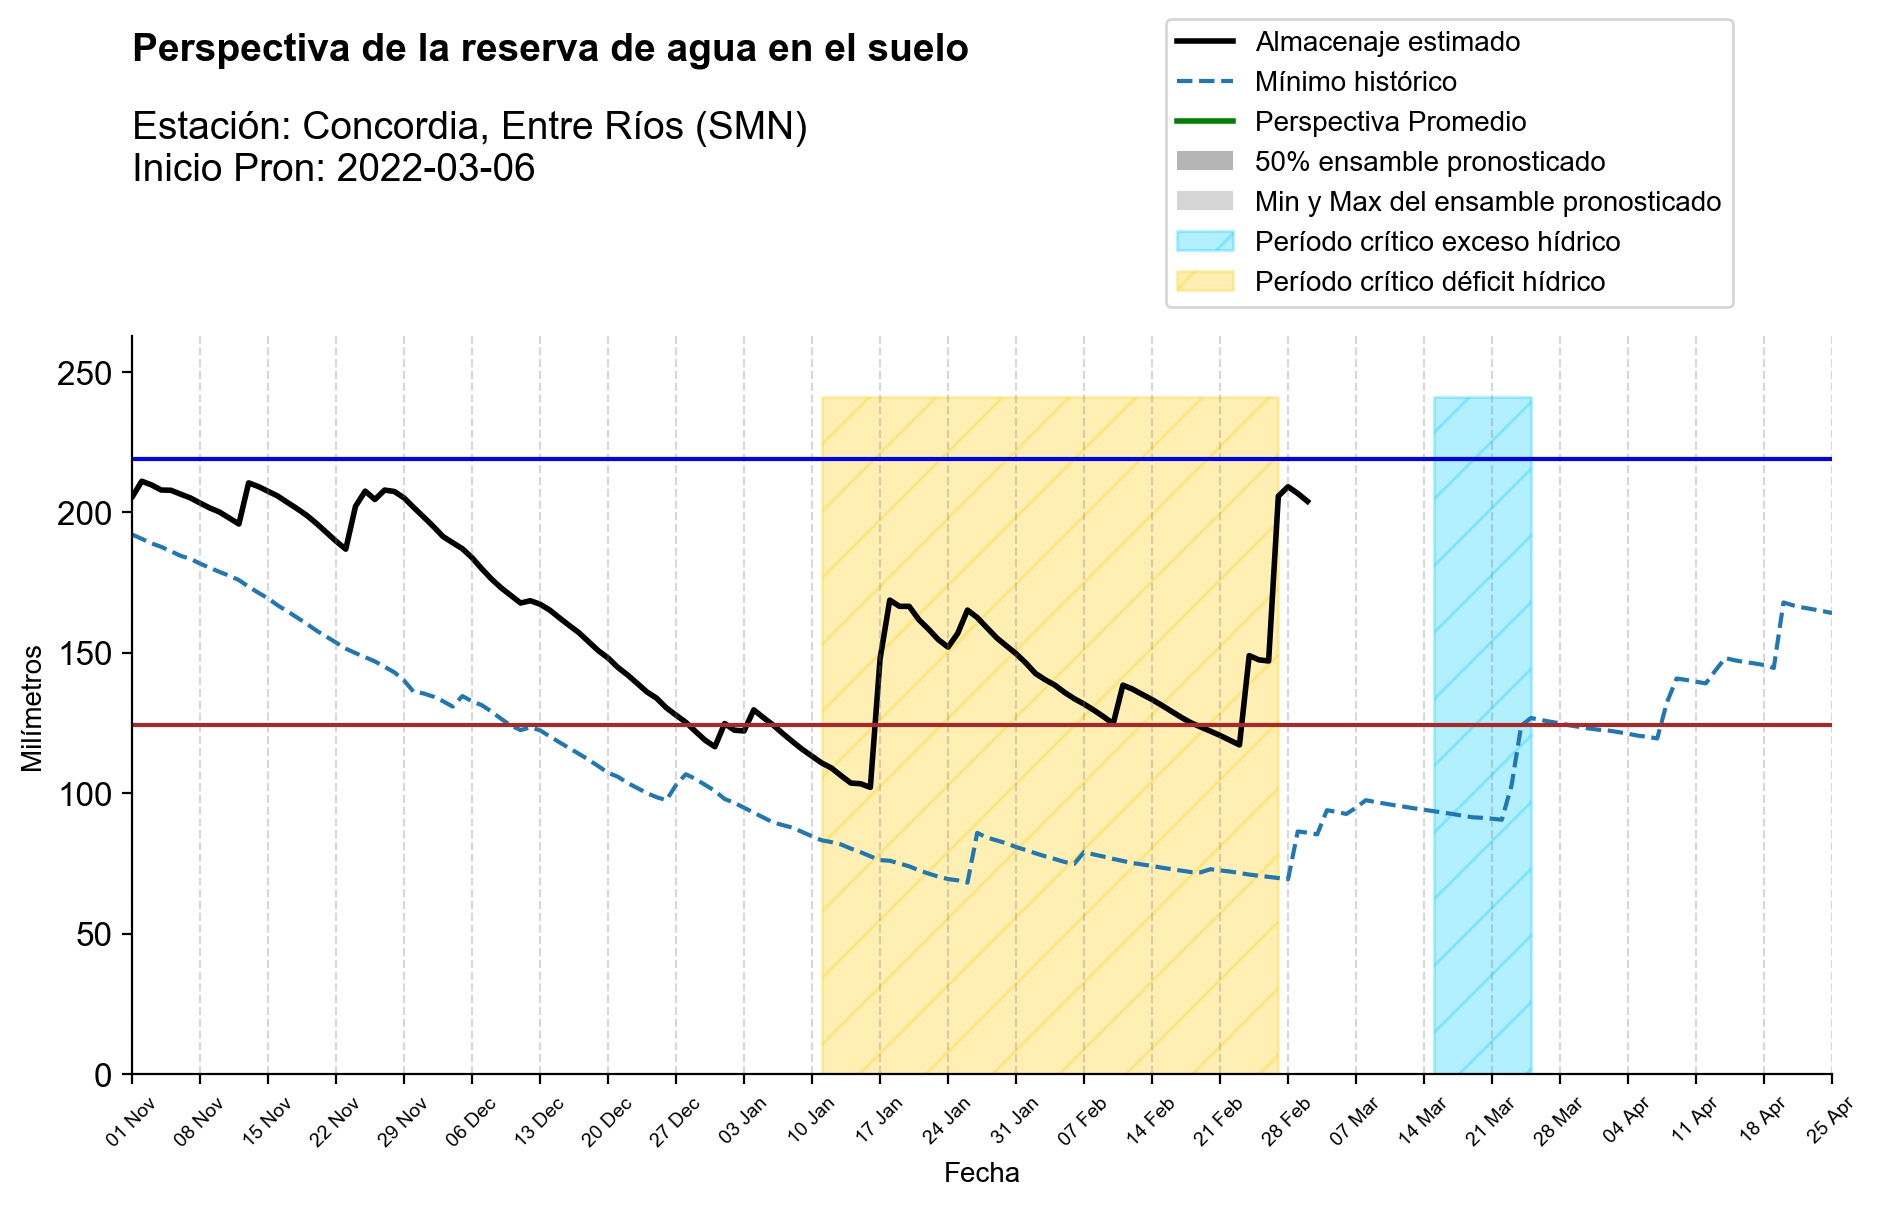 Perspectiva de la reserva de agua en el suelo
Estación: Concordia, Entre Ríos (SMN)
Inicio Pron: 2022-03-06
Almacenaje estimado
Mínimo histórico
Perspectiva Promedio
50% ensamble pronosticado
Min y Max del ensamble pronosticado
Período crítico exceso hídrico
Período crítico déficit hídrico
Milímetros
250
200
150
100
50
0
01 Nov
08 Nov
15 Nov
22 Nov
29 Nov
06 Dec
13 Dec
20 Dec
27 Dec
03 Jan
10 Jan
17 Jan
24 Jan
31 Jan
07 Feb
14 Feb
21 Feb
28 Feb
07 Mar
14 Mar
21 Mar
28 Mar
04 Apr
11 Apr
18 Apr
25 Apr
Fecha